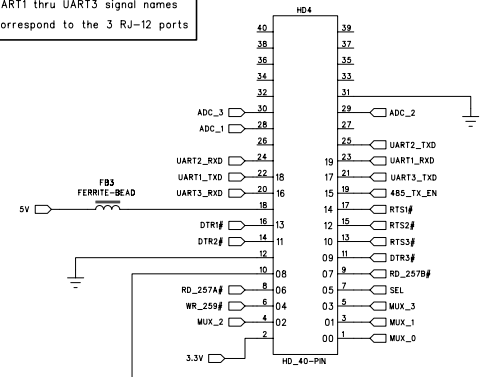 ART1 thru UART3 signal names
orrespond to the 3 RJ-12 ports
HD4
40 39
38 37
36 35
34 33
32 31
ADC_3 30 29 ADC_2
ADC_1 28 27
26 25 UART2_TXD
UART2_RXD 24 19 23 UART1_RXD
UART1_TXD 22 18 17 21 UART3_TXD
UART3_RXD 20 16 15 19 485_TX_EN
FB3
FERRITE-BEAD
5V 18 14 17 RTS1#
DTR1# 16 13 12 15 RTS2#
DTR2# 14 11 10 13 RTS3#
12 09 11 DTR3#
10 08 07 9 RD_257B#
RD_257A# 8 06 05 7 SEL
WR_259# 6 04 03 5 MUX_3
MUX_2 4 02 01 3 MUX_1
2 00 1 MUX_0
3.3V
HD_40-PIN